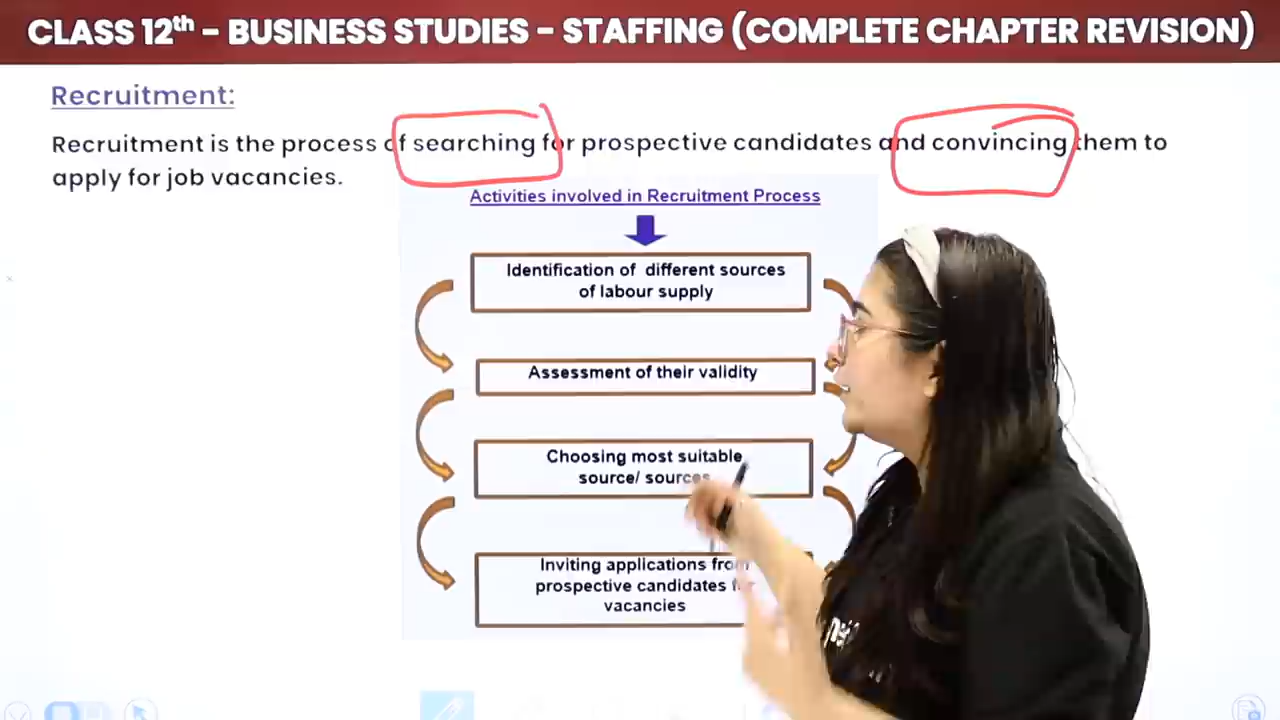 CLASS 12th – BUSINESS STUDIES – STAFFING (COMPLETE CHAPTER REVISION)
Recruitment:
Recruitment is the process of searching for prospective candidates and convincing them to
apply for job vacancies.
Activities involved in Recruitment Process
Identification of different sources
of labour supply
Assessment of their validity
Choosing most suitable
source/ sources
Inviting applications from
prospective candidates for
vacancies